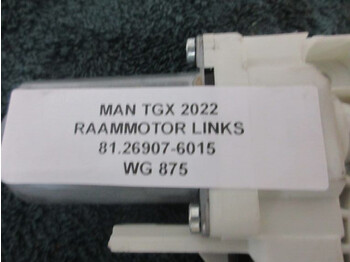 MAN TGX 2022
RAAMMOTOR LINKS
81.26907-6015
WG 875